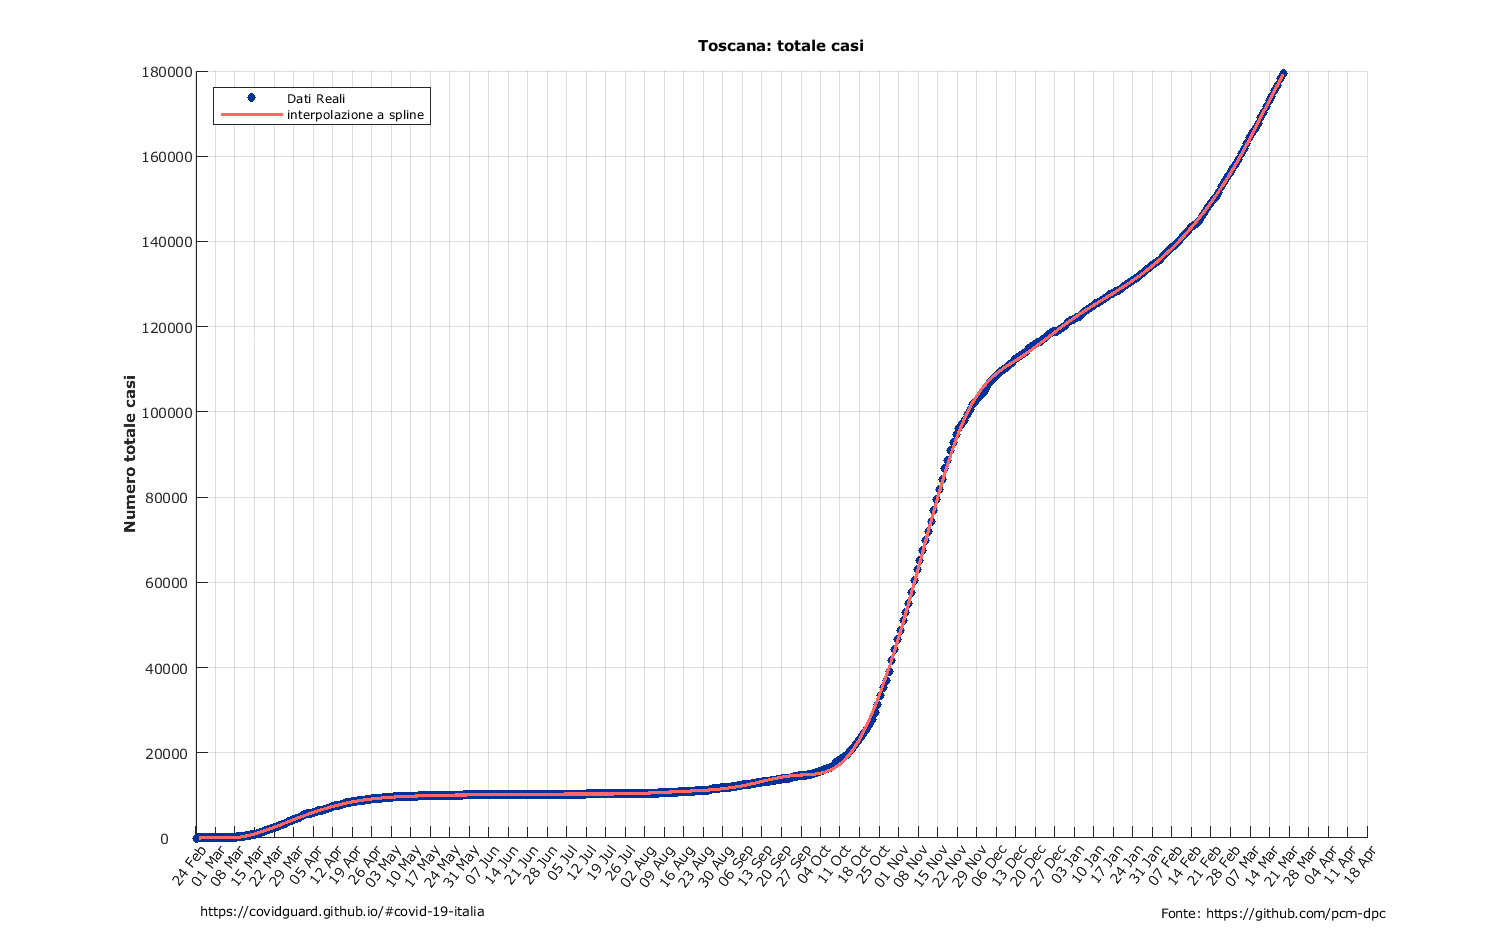 Toscana: totale casi
180000
160000
140000
120000
100000
80000
60000
40000
20000
0
Numero totale casi
Dati Reali
interpolazione a spline
24 Feb
01 Mar
08 Mar
15 Mar
22 Mar
29 Mar
05 Apr
12 Apr
19 Apr
26 Apr
03 May
10 May
17 May
24 May
31 May
07 Jun
14 Jun
21 Jun
28 Jun
05 Jul
12 Jul
19 Jul
26 Jul
02 Aug
09 Aug
16 Aug
23 Aug
30 Aug
06 Sep
13 Sep
20 Sep
27 Sep
04 Oct
11 Oct
18 Oct
25 Oct
01 Nov
08 Nov
15 Nov
22 Nov
29 Nov
06 Dec
13 Dec
20 Dec
27 Dec
03 Jan
10 Jan
17 Jan
24 Jan
31 Jan
07 Feb
14 Feb
21 Feb
28 Feb
07 Mar
14 Mar
21 Mar
28 Mar
04 Apr
11 Apr
18 Apr
https://covidguard.github.io/#covid-19-italia
Fonte: https://github.com/pcm-dpc